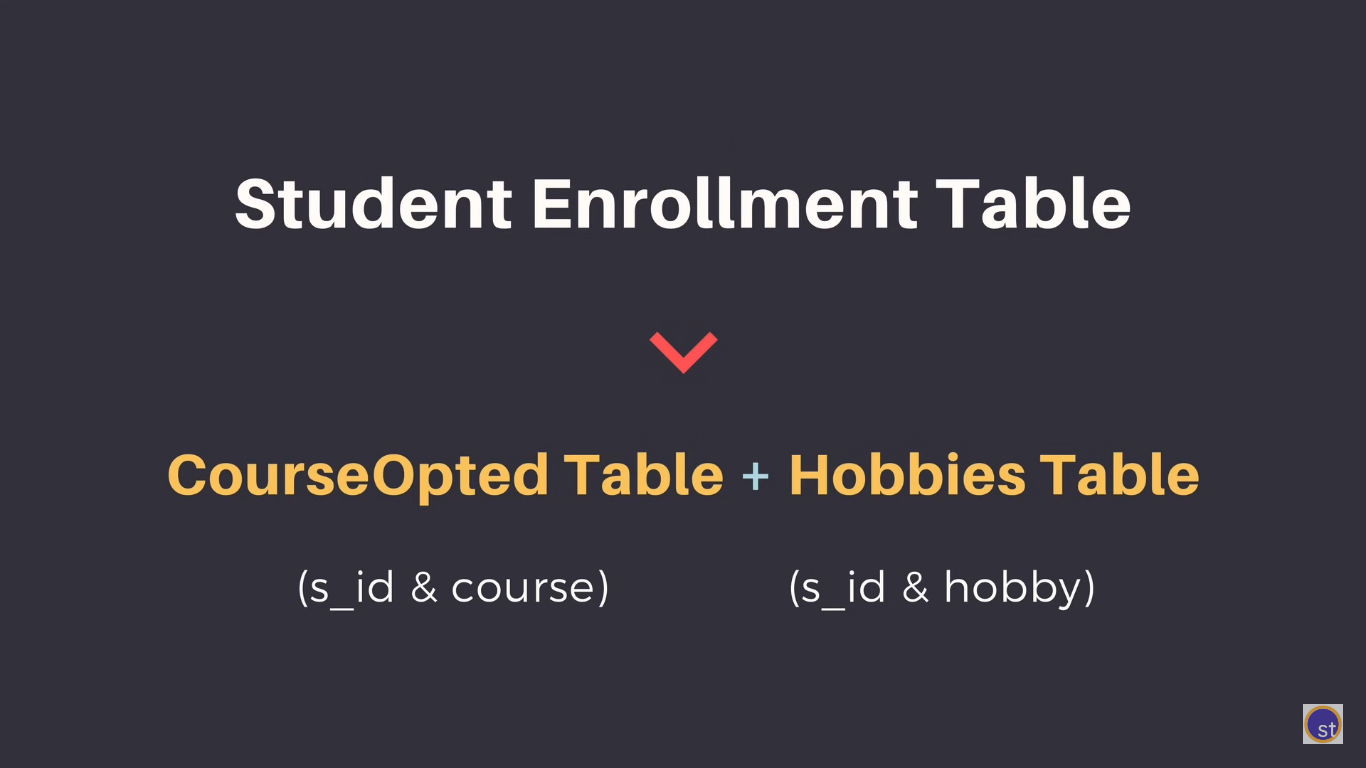 Student Enrollment Table
CourseOpted Table + Hobbies Table
(s_id & course) (s_id & hobby)
st